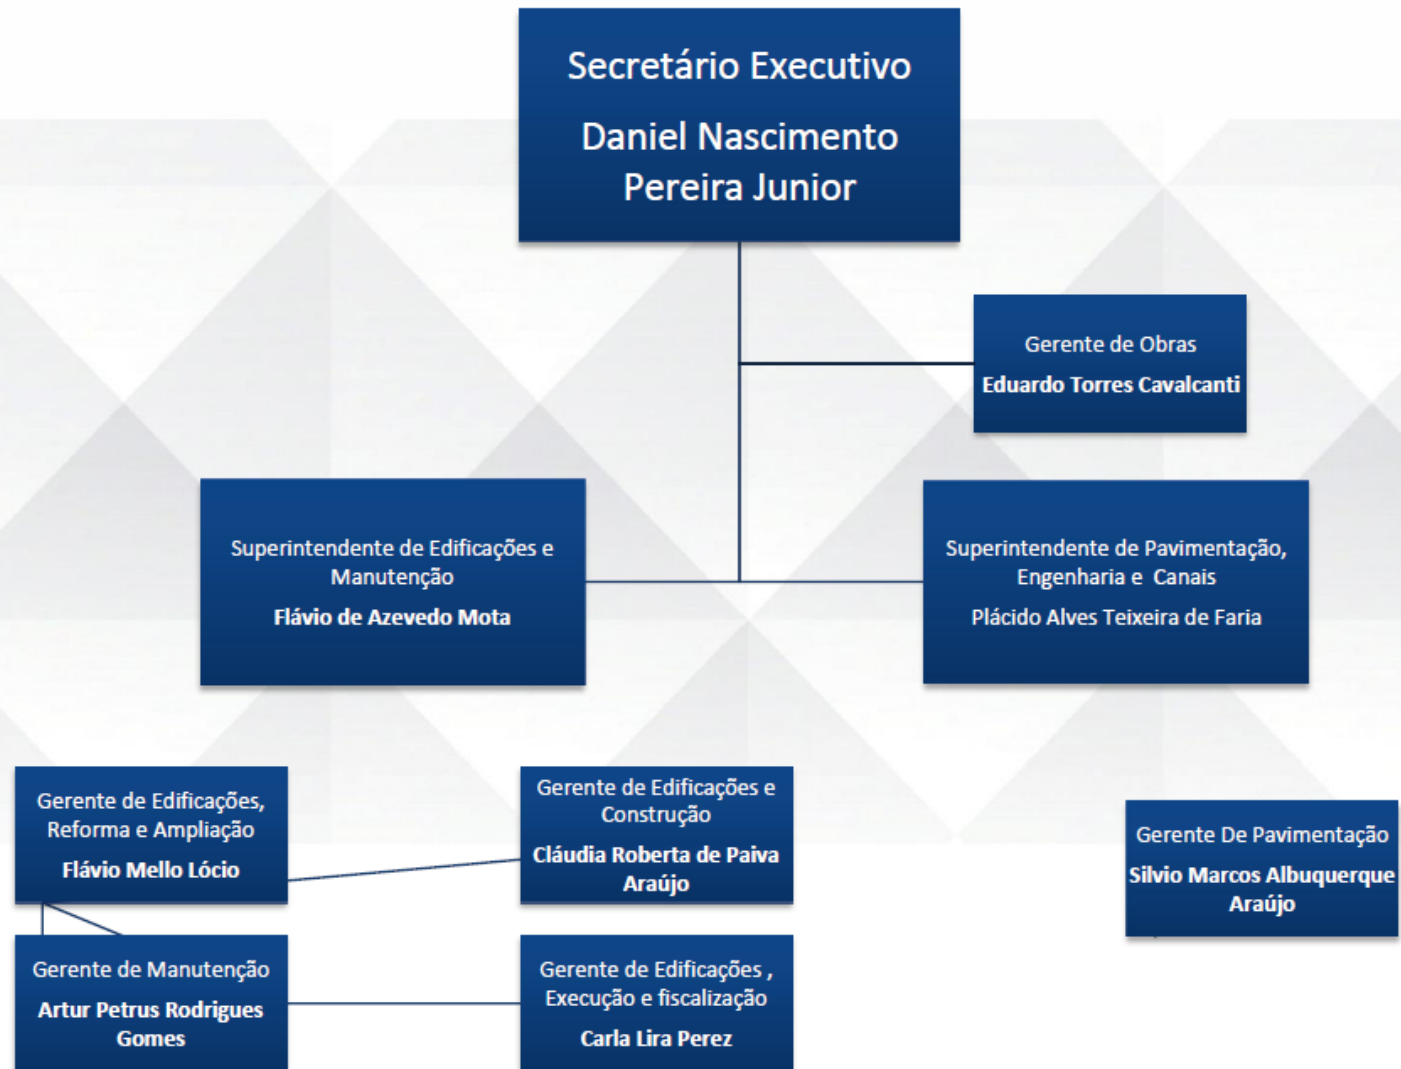 Secretário Executivo
Daniel Nascimento
Pereira Junior
Gerente de Obras
Eduardo Torres Cavalcanti
Superintendente de Edificações e
Manutenção
Flávio de Azevedo Mota
Superintendente de Pavimentação,
Engenharia e Canais
Plácido Alves Teixeira de Faria
Gerente de Edificações,
Reforma e Ampliação
Flávio Mello Lócio
Gerente de Edificações e
Construção
Cláudia Roberta de Paiva
Araújo
Gerente De Pavimentação
Silvio Marcos Albuquerque
Araújo
Gerente de Manutenção
Artur Petrus Rodrigues
Gomes
Gerente de Edificações ,
Execução e fiscalização
Carla Lira Perez